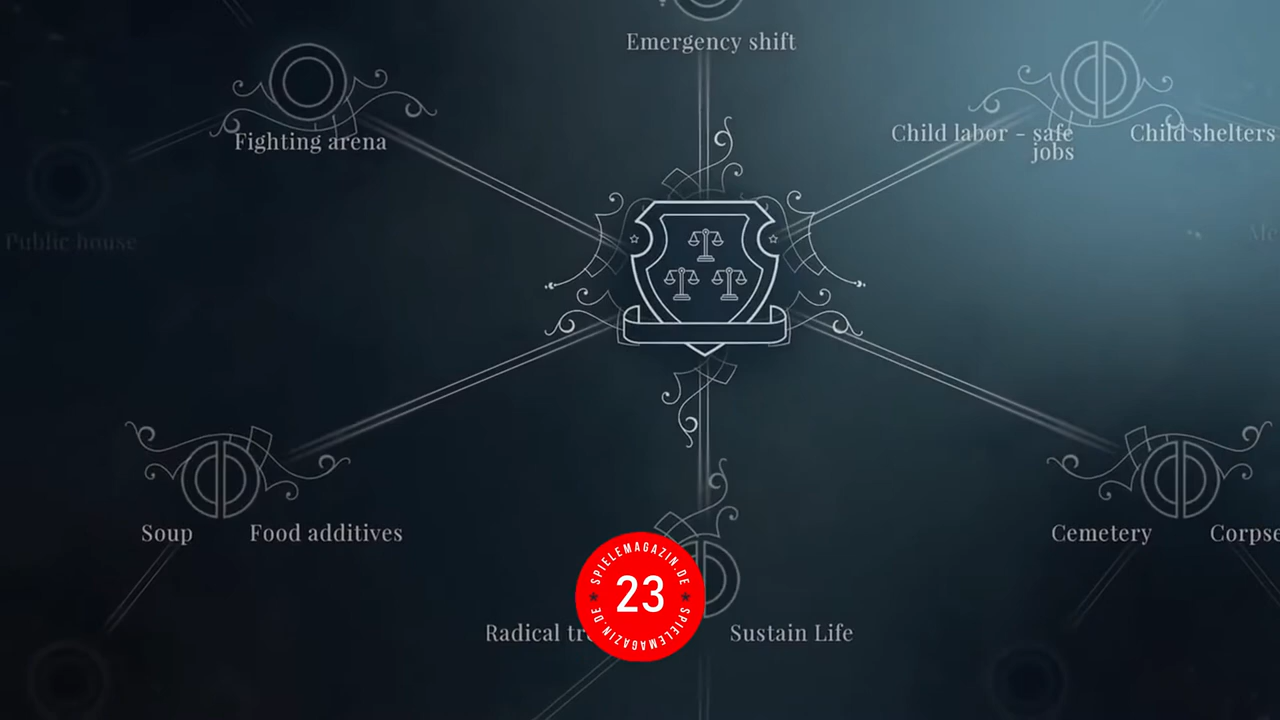 Emergency shift
Fighting arena
Child labor - safe
jobs
Child shelters
Public house
Soup
Food additives
Cemetery
Corpse
Radical tr
Sustain Life
SPIELEMAGAZIN.DE
23
SPIELEMAGAZIN.DE